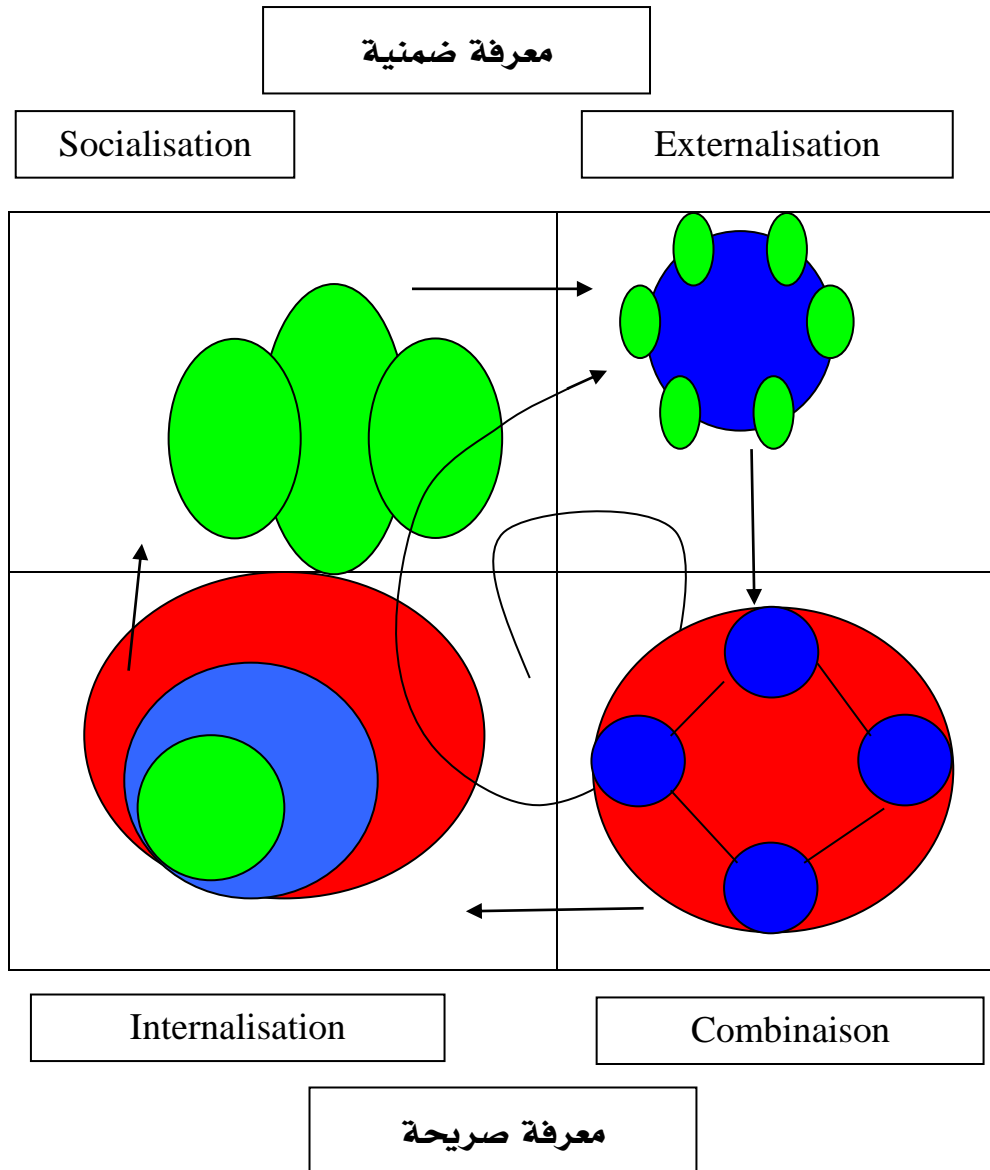 معرفة ضمنية
Socialisation
Externalisation
Internalisation
Combinaison
معرفة صريحة